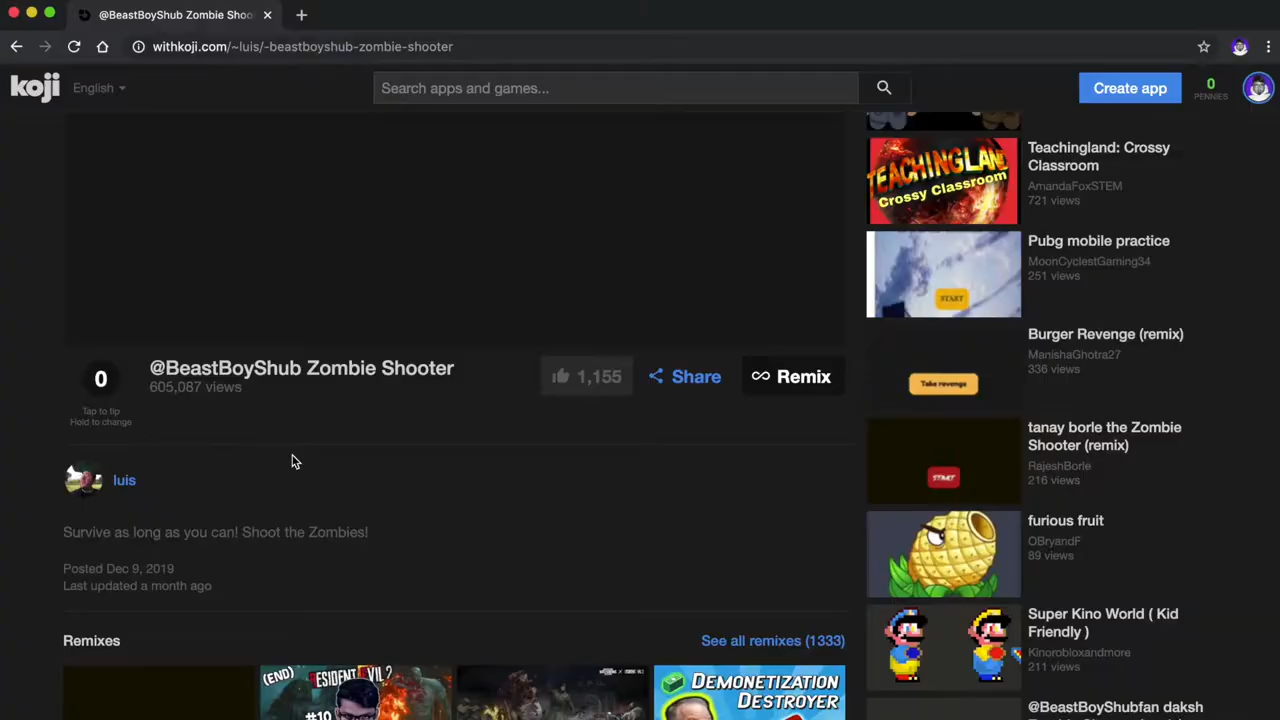 @BeastBoyShub Zombie Shoo
withkoji.com/~luis/-beastboyshub-zombie-shooter
koji
English
Search apps and games...
Create app
0
PENNIES
TEACHINGLAND
Crossy Classroom
Teachingland: Crossy
Classroom
AmandaFoxSTEM
721 views
START
Pubg mobile practice
MoonCyclestGaming34
251 views
0
Tap to tip
Hold to change
@BeastBoyShub Zombie Shooter
605,087 views
1,155
Share
Remix
Take revenge
Burger Revenge (remix)
ManishaGhotra27
336 views
START
tanay borle the Zombie
Shooter (remix)
RajeshBorle
216 views
luis
Survive as long as you can! Shoot the Zombies!
Posted Dec 9, 2019
Last updated a month ago
furious fruit
OBryandF
89 views
Super Kino World ( Kid
Friendly )
Kinorobloxandmore
211 views
Remixes
See all remixes (1333)
(END)
RESIDENT EVIL 2
#10
DEMONETIZATION
DESTROYER
@BeastBoyShubfan daksh